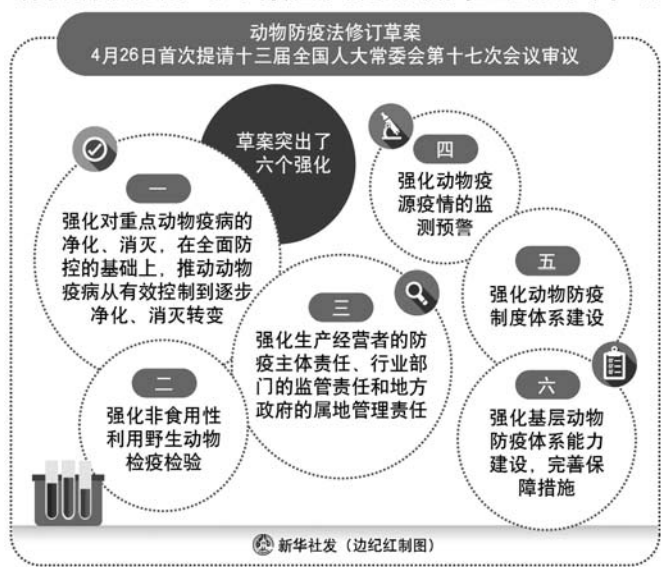 动物防疫法修订草案
4月26日首次提请十三届全国人大常委会第十七次会议审议
草案突出了
六个强化
一
强化对重点动物疫病的
净化、消灭，在全面防
控的基础上，推动动物
疫病从有效控制到逐步
净化、消灭转变
二
强化非食用性
利用野生动物
检疫检验
三
强化生产经营者的防
疫主体责任、行业部
门的监管责任和地方
政府的属地管理责任
四
强化动物疫
源疫情的监
测预警
五
强化动物防疫
制度体系建设
六
强化基层动物
防疫体系能力
建设，完善保
障措施
新华社发（边纪红制图）